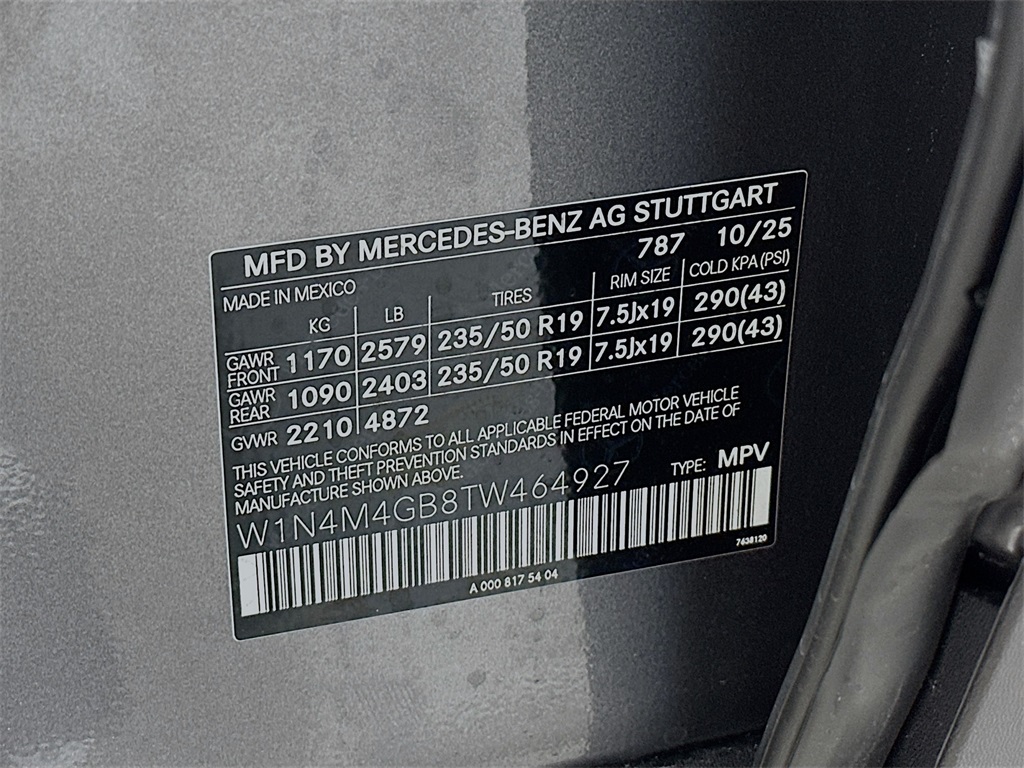 MFD BY MERCEDES-BENZ AG STUTTGART
MADE IN MEXICO 787 10/25
KG LB TIRES RIM SIZE COLD KPA (PSI)
GAWR FRONT 1170 2579 235/50 R19 7.5Jx19 290(43)
GAWR REAR 1090 2403 235/50 R19 7.5Jx19 290(43)
GVWR 2210 4872
THIS VEHICLE CONFORMS TO ALL APPLICABLE FEDERAL MOTOR VEHICLE
SAFETY AND THEFT PREVENTION STANDARDS IN EFFECT ON THE DATE OF
MANUFACTURE SHOWN ABOVE.
W1N4M4GB8TW464927 TYPE: MPV
7638120
A 000 817 54 04